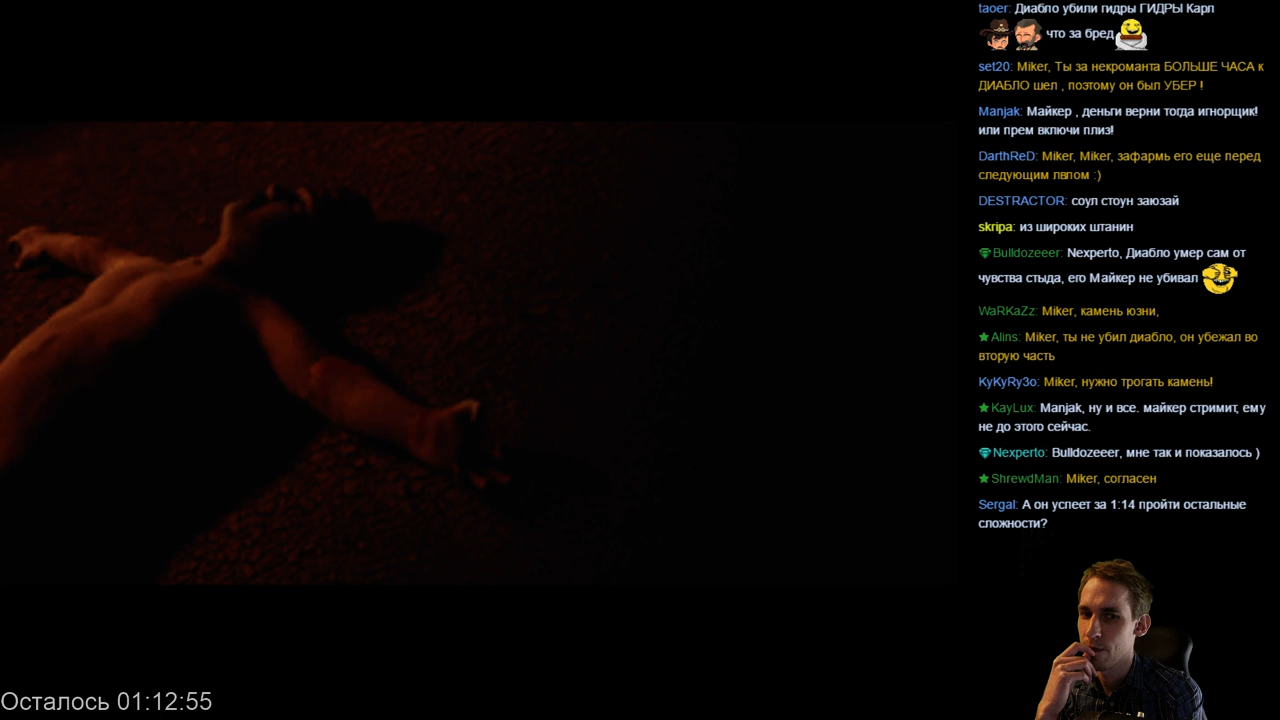 taoer: Диабло убили гидры ГИДРЫ Карл
что за бред
set20: Miker, Ты за некроманта БОЛЬШЕ ЧАСА к
ДИАБЛО шел , поэтому он был УБЕР !
Manjak: Майкер , деньги верни тогда игнорщик!
или прем включи плиз!
DarthReD: Miker, Miker, зафармь его еще перед
следующим лвлом :)
DESTRACTOR: соул стоун заюзай
skripa: из широких штанин
Bulldozeeer: Nexperto, Диабло умер сам от
чувства стыда, его Майкер не убивал
WaRKaZz: Miker, камень юзни,
Alins: Miker, ты не убил диабло, он убежал во
вторую часть
KyKyRy3o: Miker, нужно трогать камень!
KayLux: Manjak, ну и все. майкер стримит, ему
не до этого сейчас.
Nexperto: Bulldozeeer, мне так и показалось )
ShrewdMan: Miker, согласен
Sergal: А он успеет за 1:14 пройти остальные
сложности?
Осталось 01:12:55